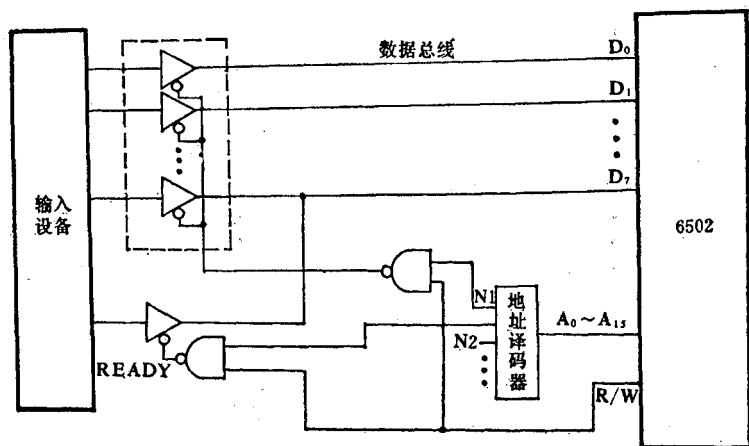 数据总线
D₀
D₁
D₇
输入
设备
6502
N1
地址译码器
A₀~A₁₅
N2
READY
R/W